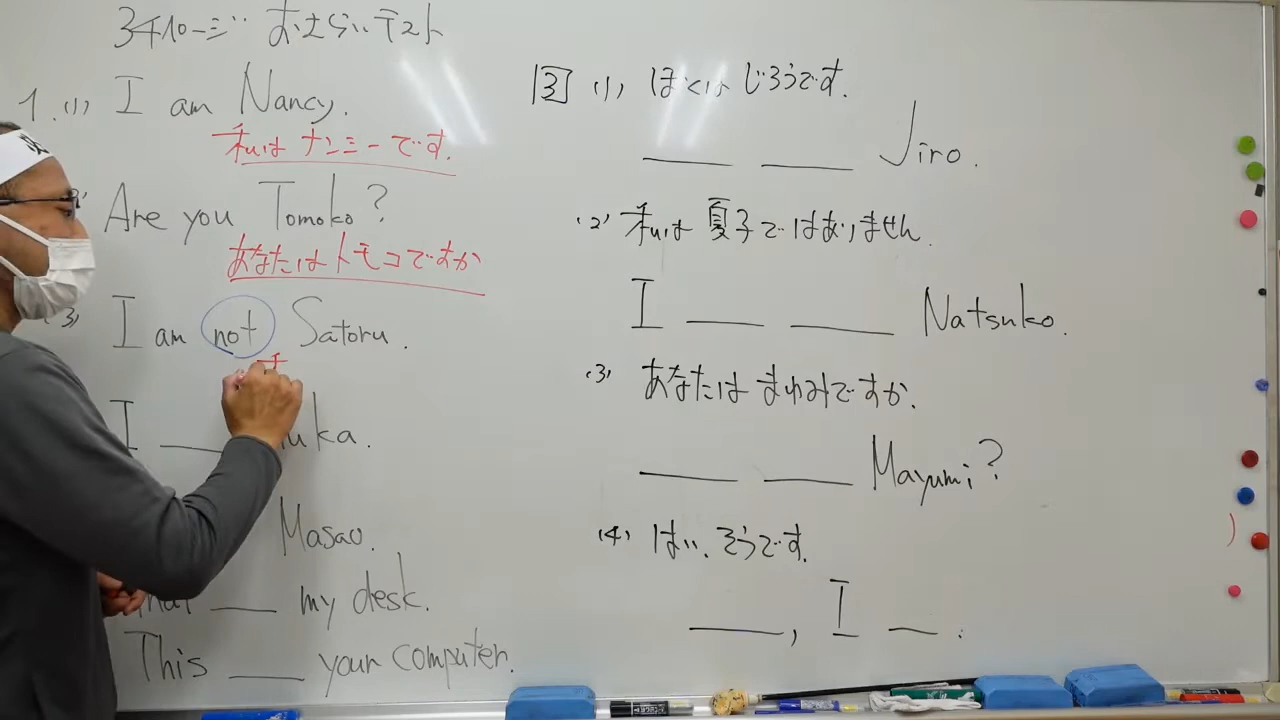 34ページ おさらいテスト
1.(1) I am Nancy.
私は ナンシーです.
Are you Tomoko?
あなたは トモコですか
(3) I am not Satoru.
I ___
Masao.
___ my desk.
This ___ your computer.
3 (1) ぼくは じろうです.
___ ___ Jiro.
(2) 私は 夏子ではありません.
I ___ ___ Natsuko.
(3) あなたは まゆみですか.
___ ___ Mayumi?
(4) はい、そうです.
___, I ___.